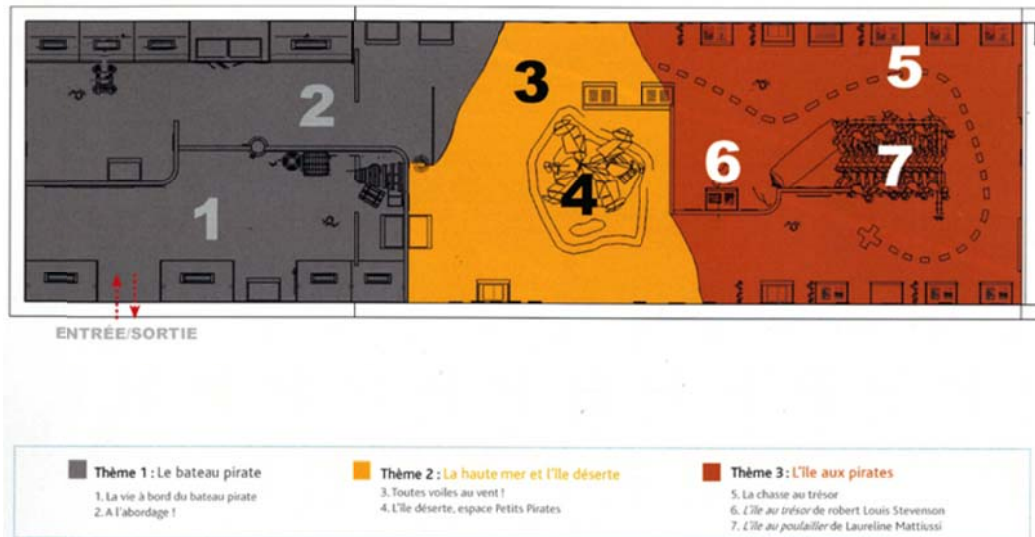 1
2
3
4
5
6
7
ENTRÉE/SORTIE
Thème 1 : Le bateau pirate
1. La vie à bord du bateau pirate
2. A l'abordage !
Thème 2 : La haute mer et l'île déserte
3. Toutes voiles au vent !
4. L'île déserte, espace Petits Pirates
Thème 3 : L'île aux pirates
5. La chasse au trésor
6. L'île au trésor de robert Louis Stevenson
7. L'île au poulailler de Laureline Mattiussi